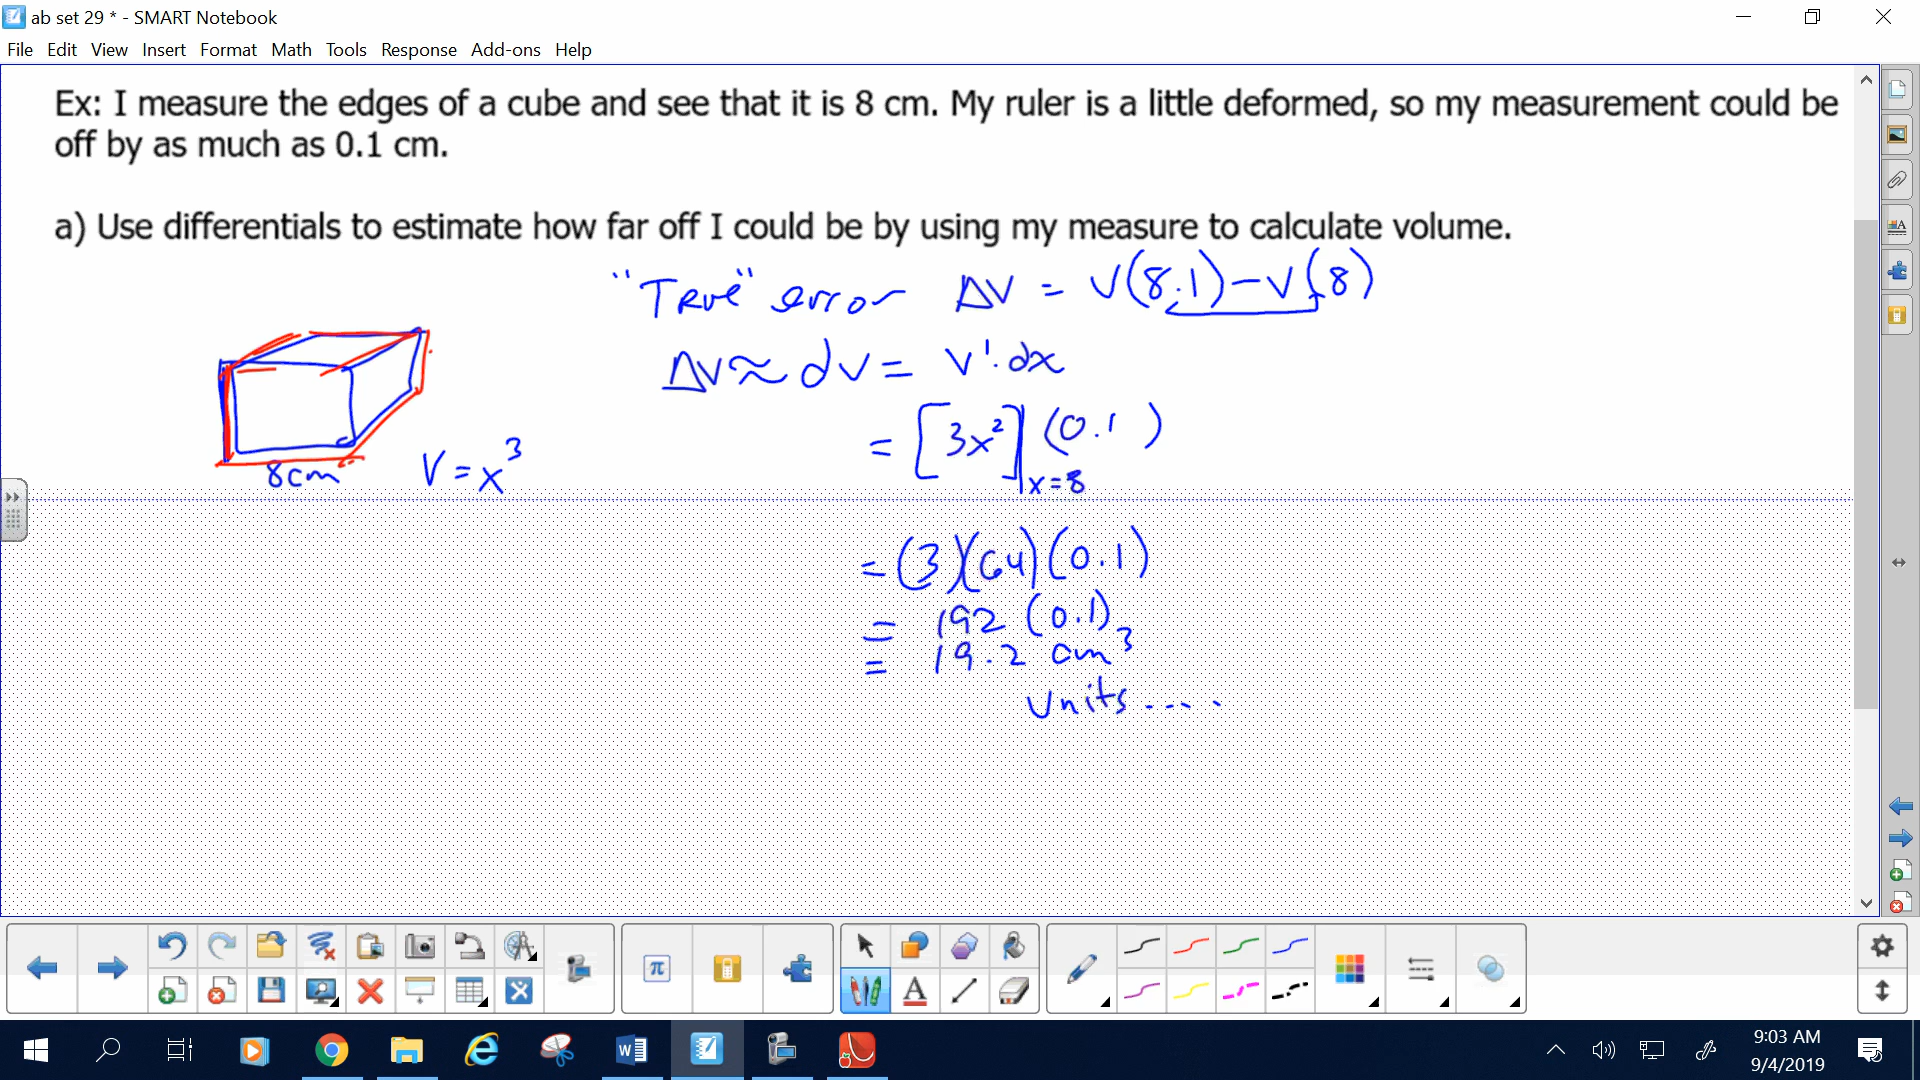 ab set 29 * - SMART Notebook
File Edit View Insert Format Math Tools Response Add-ons Help
Ex: I measure the edges of a cube and see that it is 8 cm. My ruler is a little deformed, so my measurement could be
off by as much as 0.1 cm.
a) Use differentials to estimate how far off I could be by using my measure to calculate volume.
"True" error ΔV = V(8.1)-V(8)
ΔV ≈ dV = V'·dx
= [3x²]|x=8 (0.1)
8cm V = x³
= (3)(64)(0.1)
= 192 (0.1)
= 19.2 cm³
Units ....
π
A
9:03 AM
9/4/2019